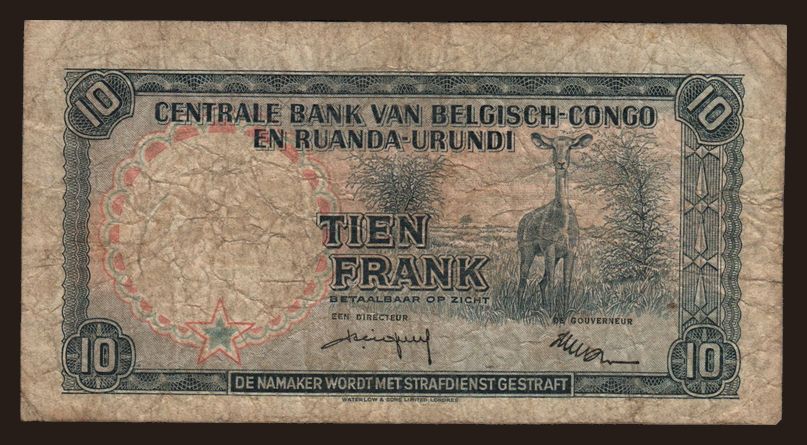 10
10
CENTRALE BANK VAN BELGISCH-CONGO
EN RUANDA-URUNDI
TIEN
FRANK
BETAALBAAR OP ZICHT
EEN DIRECTEUR
DE GOUVERNEUR
10
10
DE NAMAKER WORDT MET STRAFDIENST GESTRAFT
WATERLOW & SONS LIMITED, LONDRES